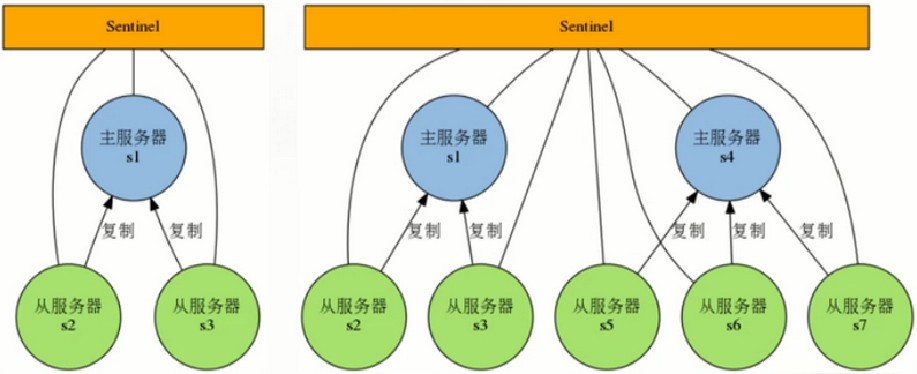 Sentinel
主服务器
s1
复制
复制
从服务器
s2
从服务器
s3
Sentinel
主服务器
s1
主服务器
s4
复制
复制
复制
复制
复制
从服务器
s2
从服务器
s3
从服务器
s5
从服务器
s6
从服务器
s7